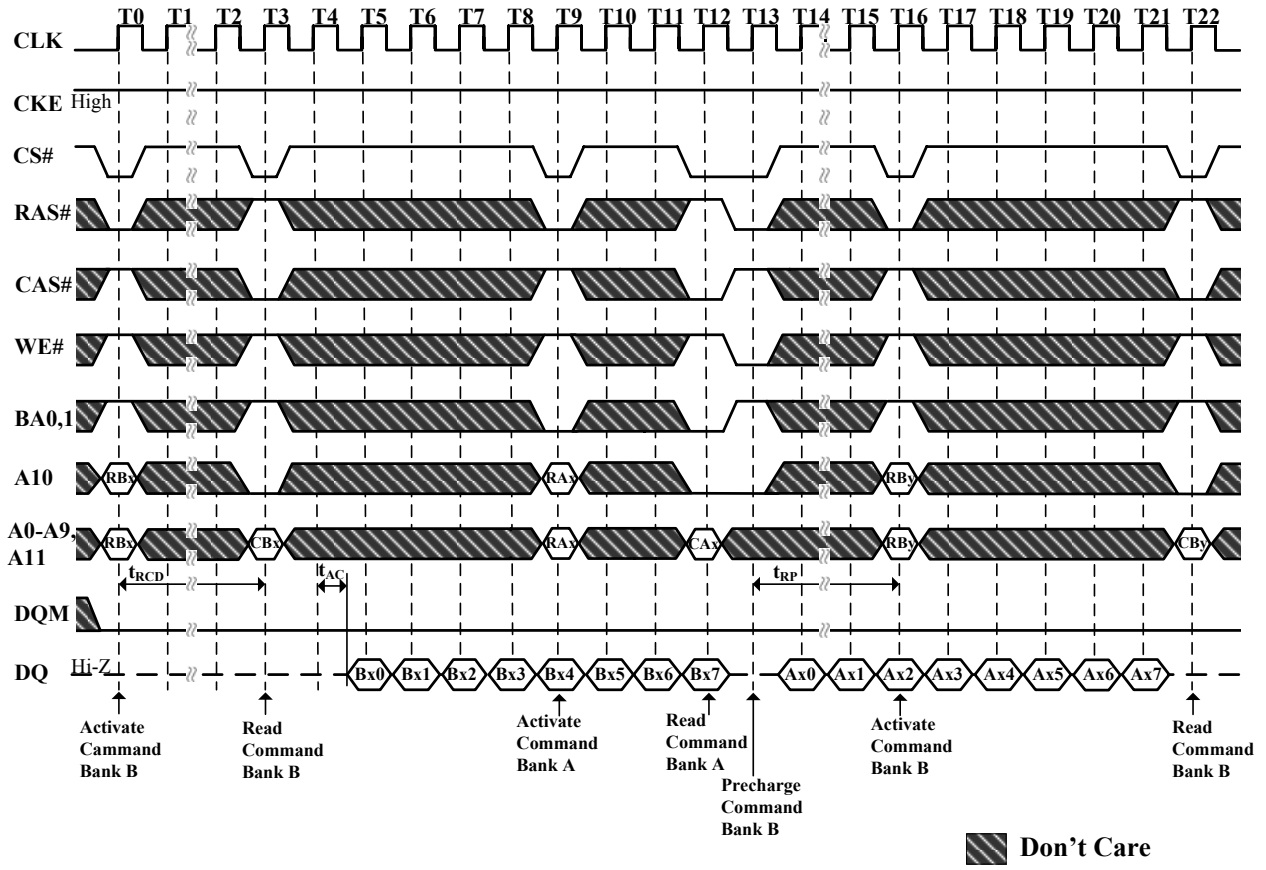 T0 T1 T2 T3 T4 T5 T6 T7 T8 T9 T10 T11 T12 T13 T14 T15 T16 T17 T18 T19 T20 T21 T22
CLK
CKE High
CS#
RAS#
CAS#
WE#
BA0,1
A10 RBx RAx RBy
A0-A9,
A11
RBx CBx RAx CAx RBy CBy
tRCD tAC tRP
DQM
DQ Hi-Z Bx0 Bx1 Bx2 Bx3 Bx4 Bx5 Bx6 Bx7 Ax0 Ax1 Ax2 Ax3 Ax4 Ax5 Ax6 Ax7
Activate
Cammand
Bank B
Read
Command
Bank B
Activate
Command
Bank A
Read
Command
Bank A
Precharge
Command
Bank B
Activate
Command
Bank B
Read
Command
Bank B
Don't Care